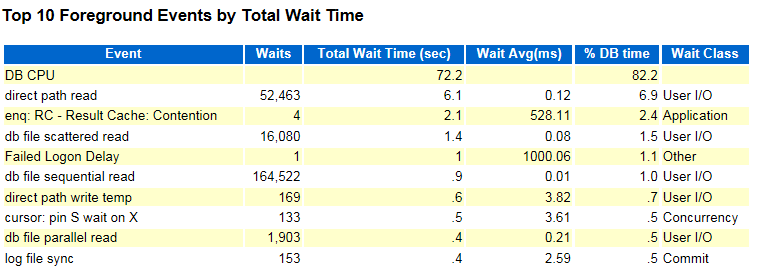 Top 10 Foreground Events by Total Wait Time
Event Waits Total Wait Time (sec) Wait Avg(ms) % DB time Wait Class
DB CPU 72.2 82.2
direct path read 52,463 6.1 0.12 6.9 User I/O
enq: RC - Result Cache: Contention 4 2.1 528.11 2.4 Application
db file scattered read 16,080 1.4 0.08 1.5 User I/O
Failed Logon Delay 1 1 1000.06 1.1 Other
db file sequential read 164,522 .9 0.01 1.0 User I/O
direct path write temp 169 .6 3.82 .7 User I/O
cursor: pin S wait on X 133 .5 3.61 .5 Concurrency
db file parallel read 1,903 .4 0.21 .5 User I/O
log file sync 153 .4 2.59 .5 Commit